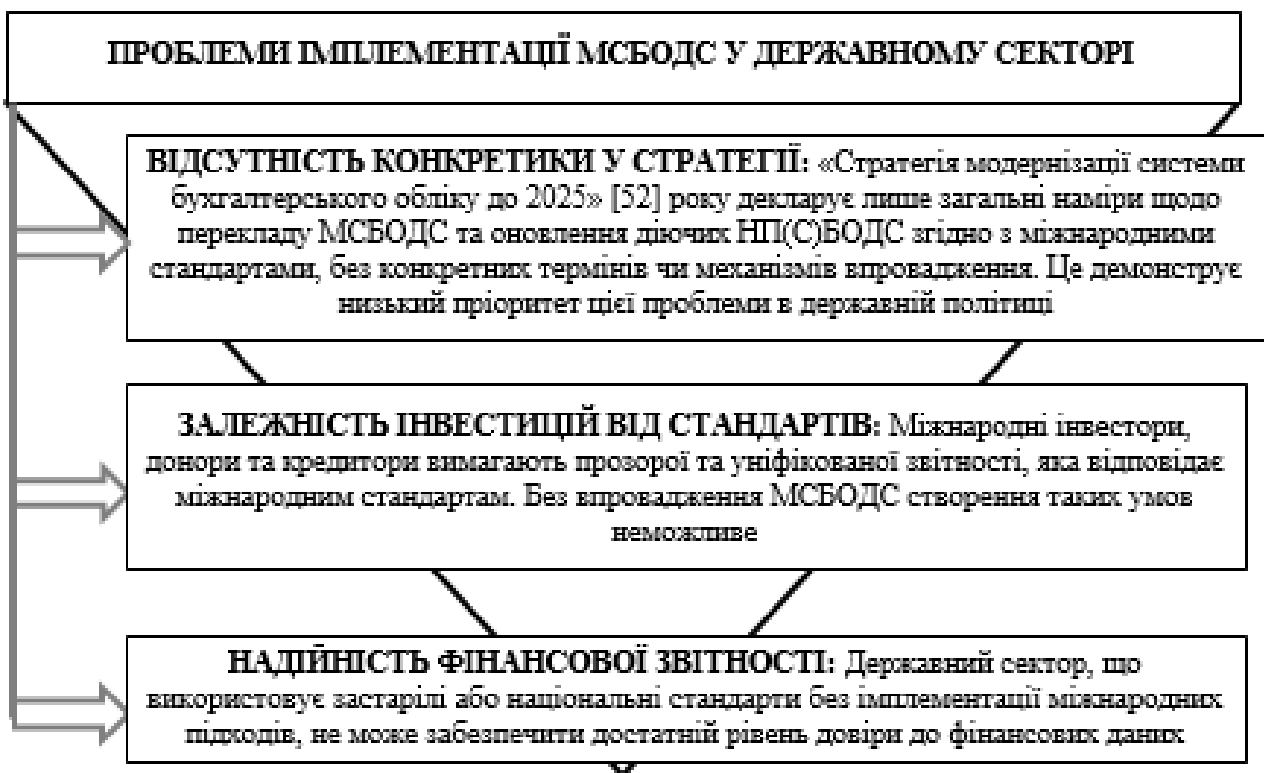 ПРОБЛЕМИ ІМПЛЕМЕНТАЦІЇ МСБОДС У ДЕРЖАВНОМУ СЕКТОРІ
ВІДСУТНІСТЬ КОНКРЕТИКИ У СТРАТЕГІЇ: «Стратегія модернізації системи
бухгалтерського обліку до 2025» [52] року декларує лише загальні наміри щодо
перекладу МСБОДС та оновлення діючих НП(С)БОДС згідно з міжнародними
стандартами, без конкретних термінів чи механізмів впровадження. Це демонструє
низький пріоритет цієї проблеми в державній політиці
ЗАЛЕЖНІСТЬ ІНВЕСТИЦІЙ ВІД СТАНДАРТІВ: Міжнародні інвестори,
донори та кредитори вимагають прозорої та уніфікованої звітності, яка відповідає
міжнародним стандартам. Без впровадження МСБОДС створення таких умов
неможливе
НАДІЙНІСТЬ ФІНАНСОВОЇ ЗВІТНОСТІ: Державний сектор, що
використовує застарілі або національні стандарти без імплементації міжнародних
підходів, не може забезпечити достатній рівень довіри до фінансових даних